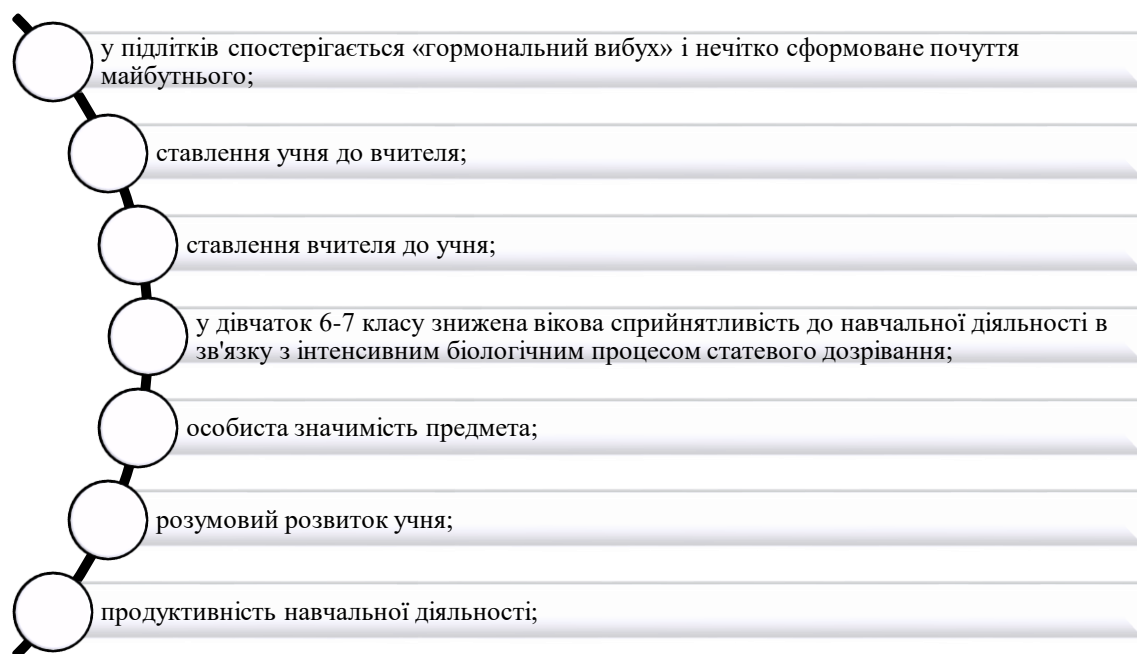 у підлітків спостерігається «гормональний вибух» і нечітко сформоване почуття
майбутнього;
ставлення учня до вчителя;
ставлення вчителя до учня;
у дівчаток 6-7 класу знижена вікова сприйнятливість до навчальної діяльності в
зв'язку з інтенсивним біологічним процесом статевого дозрівання;
особиста значимість предмета;
розумовий розвиток учня;
продуктивність навчальної діяльності;